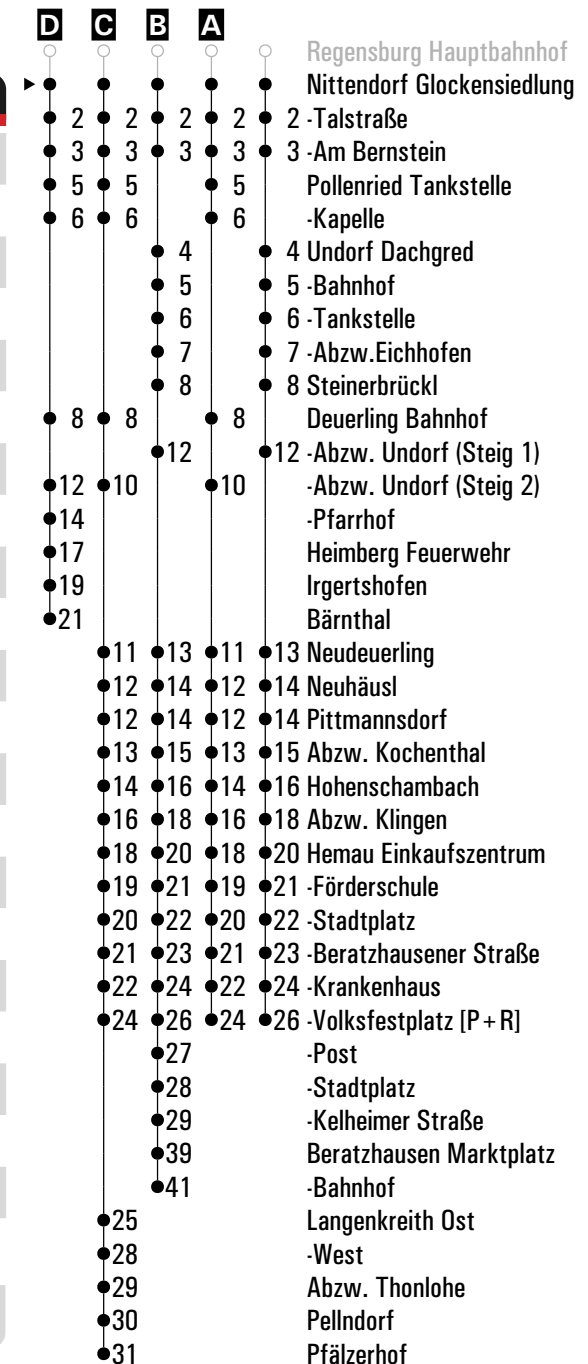 D C B A
Regensburg Hauptbahnhof
Nittendorf Glockensiedlung
2 2 2 2 2 -Talstraße
3 3 3 3 3 -Am Bernstein
5 5 5 Pollenried Tankstelle
6 6 6 -Kapelle
4 4 Undorf Dachgred
5 5 -Bahnhof
6 6 -Tankstelle
7 7 -Abzw.Eichhofen
8 8 Steinerbrückl
8 8 8 Deuerling Bahnhof
12 12 -Abzw. Undorf (Steig 1)
12 10 10 -Abzw. Undorf (Steig 2)
14 -Pfarrhof
17 Heimberg Feuerwehr
19 Irgertshofen
21 Bärnthal
11 13 11 13 Neudeuerling
12 14 12 14 Neuhäusl
12 14 12 14 Pittmannsdorf
13 15 13 15 Abzw. Kochenthal
14 16 14 16 Hohenschambach
16 18 16 18 Abzw. Klingen
18 20 18 20 Hemau Einkaufszentrum
19 21 19 21 -Förderschule
20 22 20 22 -Stadtplatz
21 23 21 23 -Beratzhausener Straße
22 24 22 24 -Krankenhaus
24 26 24 26 -Volksfestplatz [P+R]
27 -Post
28 -Stadtplatz
29 -Kelheimer Straße
39 Beratzhausen Marktplatz
41 -Bahnhof
25 Langenkreith Ost
28 -West
29 Abzw. Thonlohe
30 Pellndorf
31 Pfälzerhof